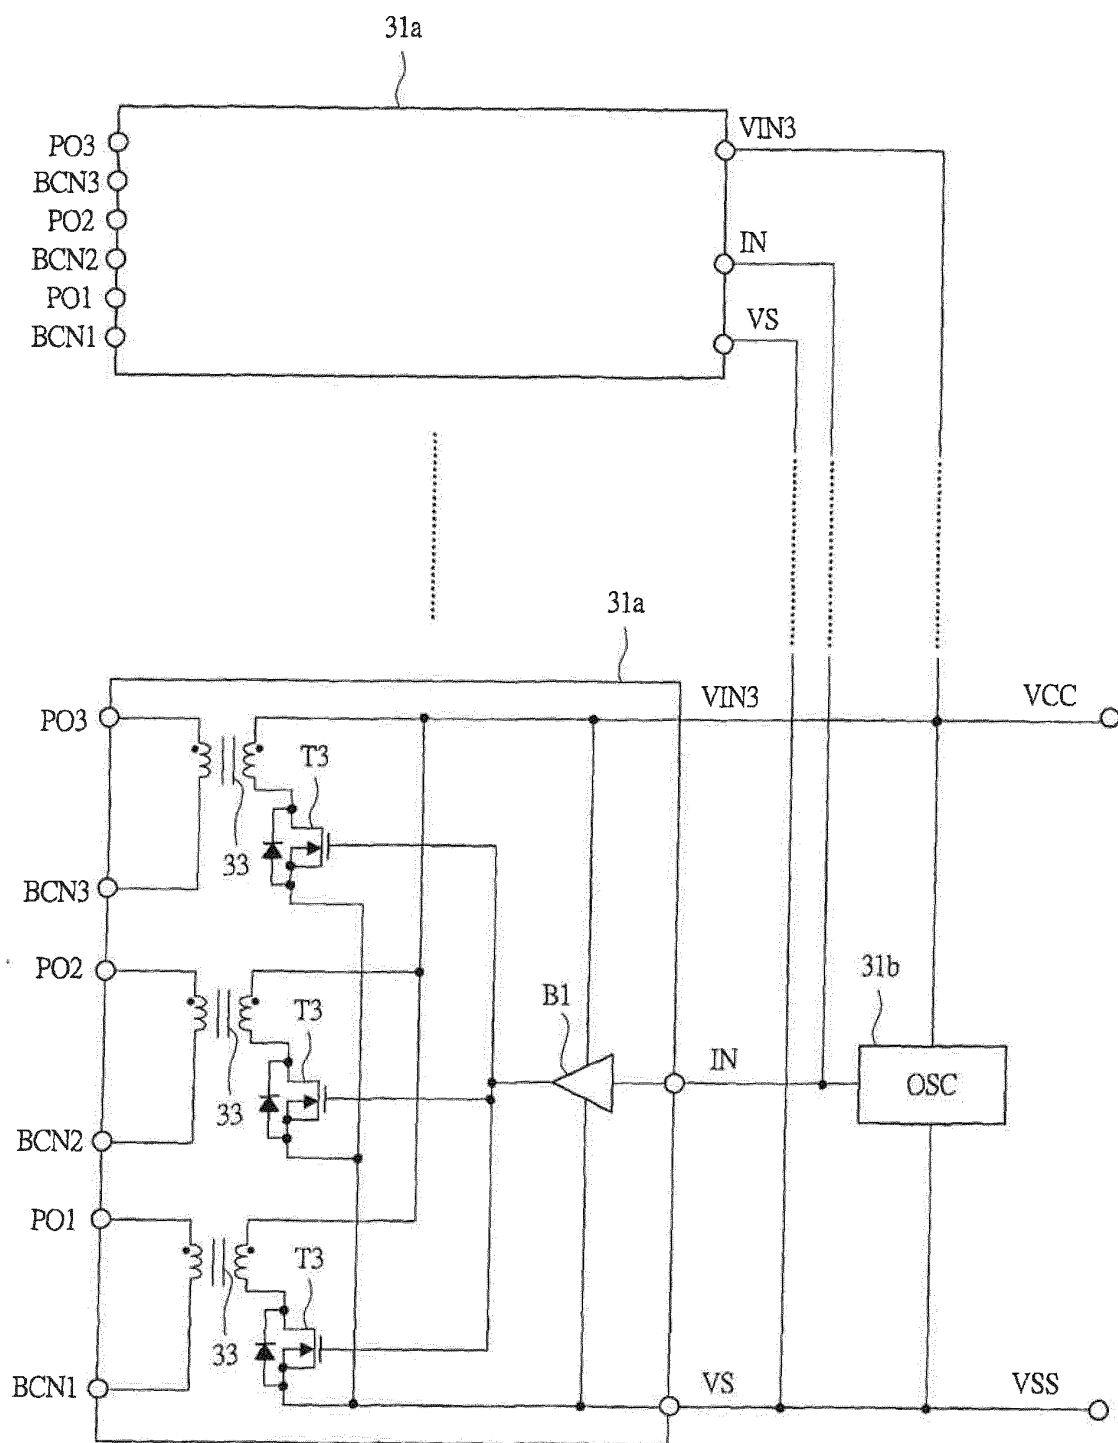 31a
PO3
VIN3
BCN3
PO2
IN
BCN2
PO1
VS
BCN1
31a
PO3
VIN3
VCC
T3
33
BCN3
PO2
31b
T3
B1
IN
OSC
33
BCN2
PO1
T3
33
BCN1
VS
VSS